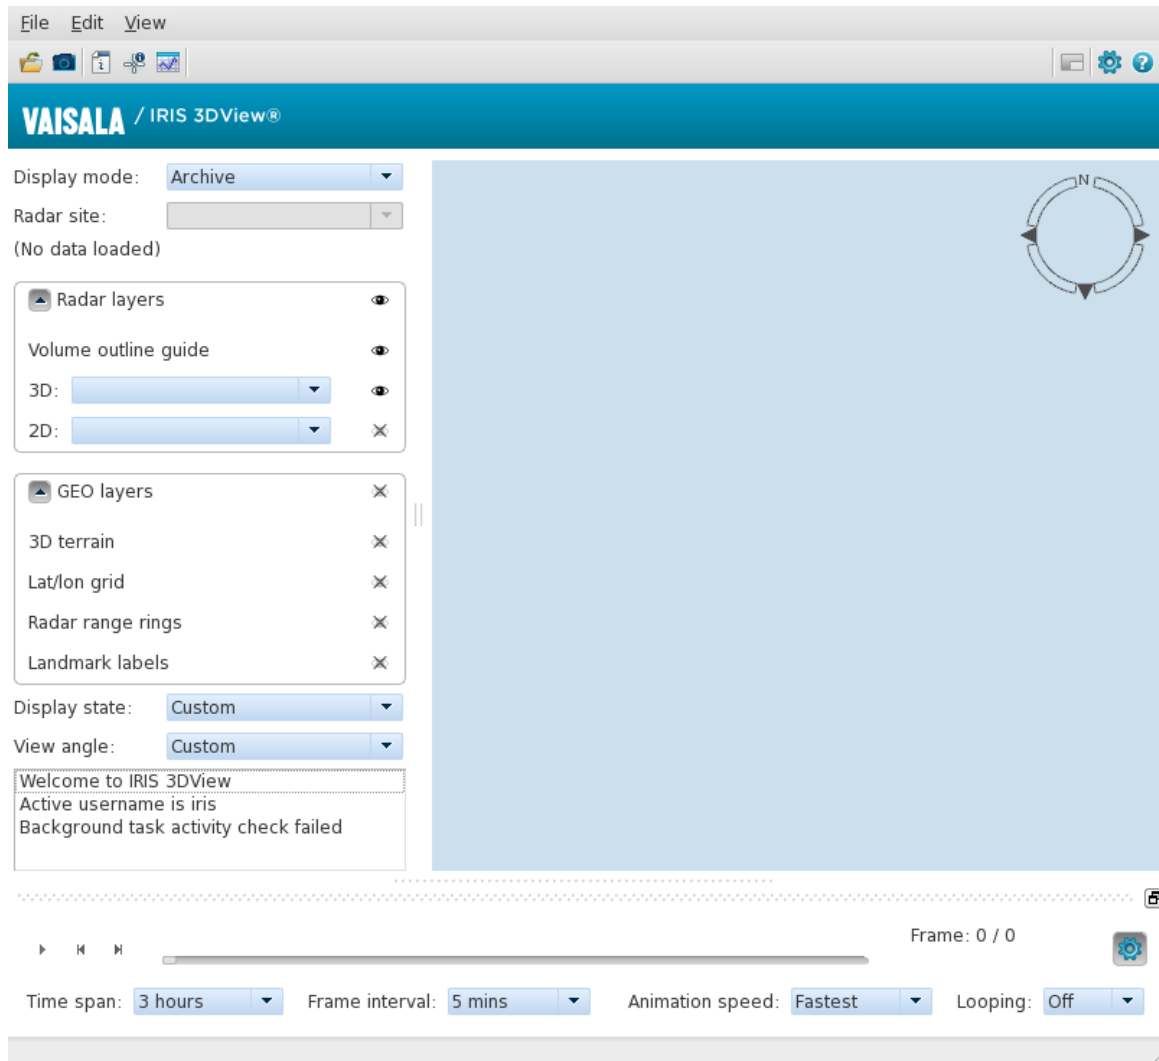 File Edit View
VAISALA / IRIS 3DView®
Display mode: Archive
N
Radar site:
(No data loaded)
Radar layers
Volume outline guide
3D:
2D:
GEO layers
3D terrain
Lat/lon grid
Radar range rings
Landmark labels
Display state: Custom
View angle: Custom
Welcome to IRIS 3DView
Active username is iris
Background task activity check failed
Frame: 0 / 0
Time span: 3 hours Frame interval: 5 mins Animation speed: Fastest Looping: Off